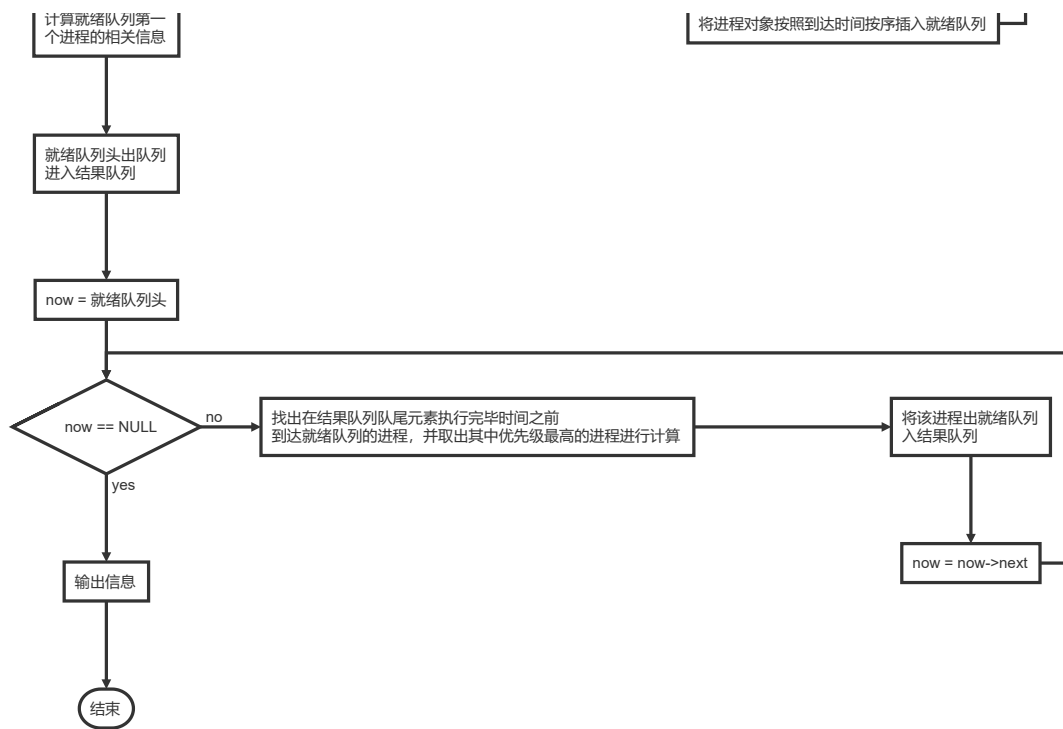 计算就绪队列第一
个进程的相关信息
将进程对象按照到达时间按序插入就绪队列
就绪队列头出队列
进入结果队列
now = 就绪队列头
now == NULL
no
找出在结果队列队尾元素执行完毕时间之前
到达就绪队列的进程，并取出其中优先级最高的进程进行计算
将该进程出就绪队列
入结果队列
yes
now = now->next
输出信息
结束